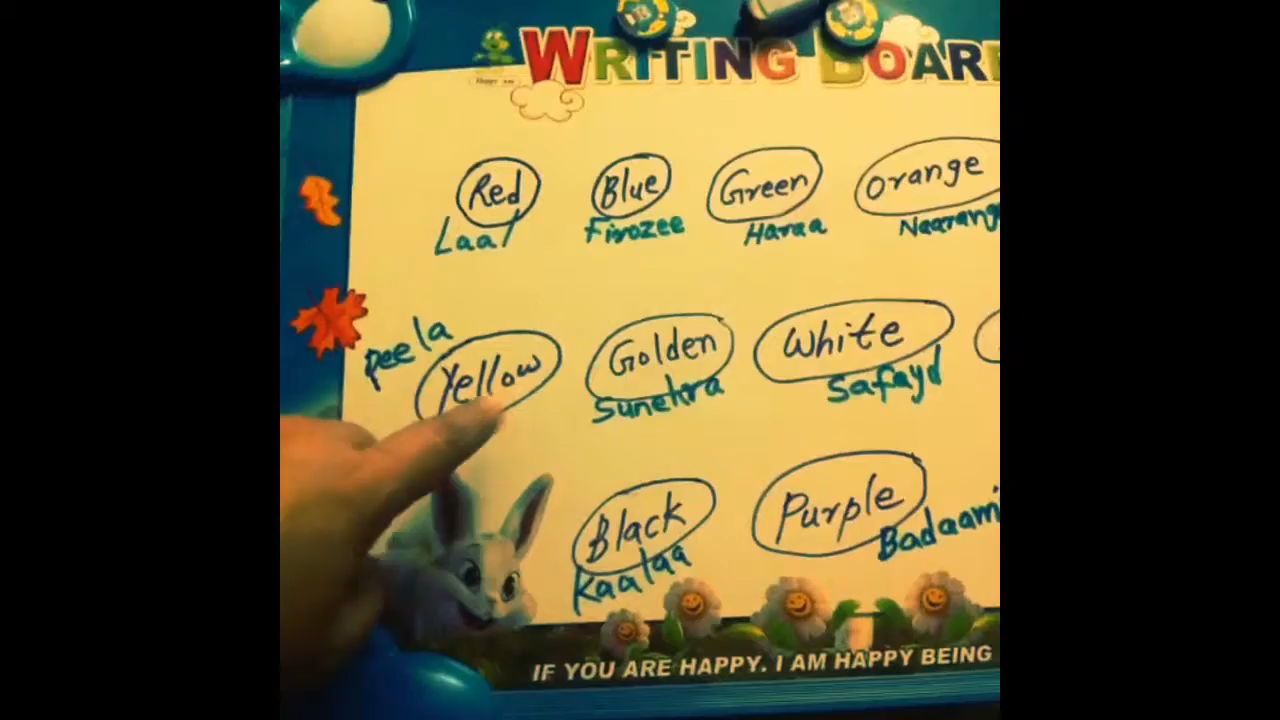 WRITING BOAR
Red Blue Green Orange
Laal Firozee Haraa Naarang
Peela
Yellow Golden White
Sunehra Safayd
Black Purple
Kaalaa Badaami
IF YOU ARE HAPPY. I AM HAPPY BEING